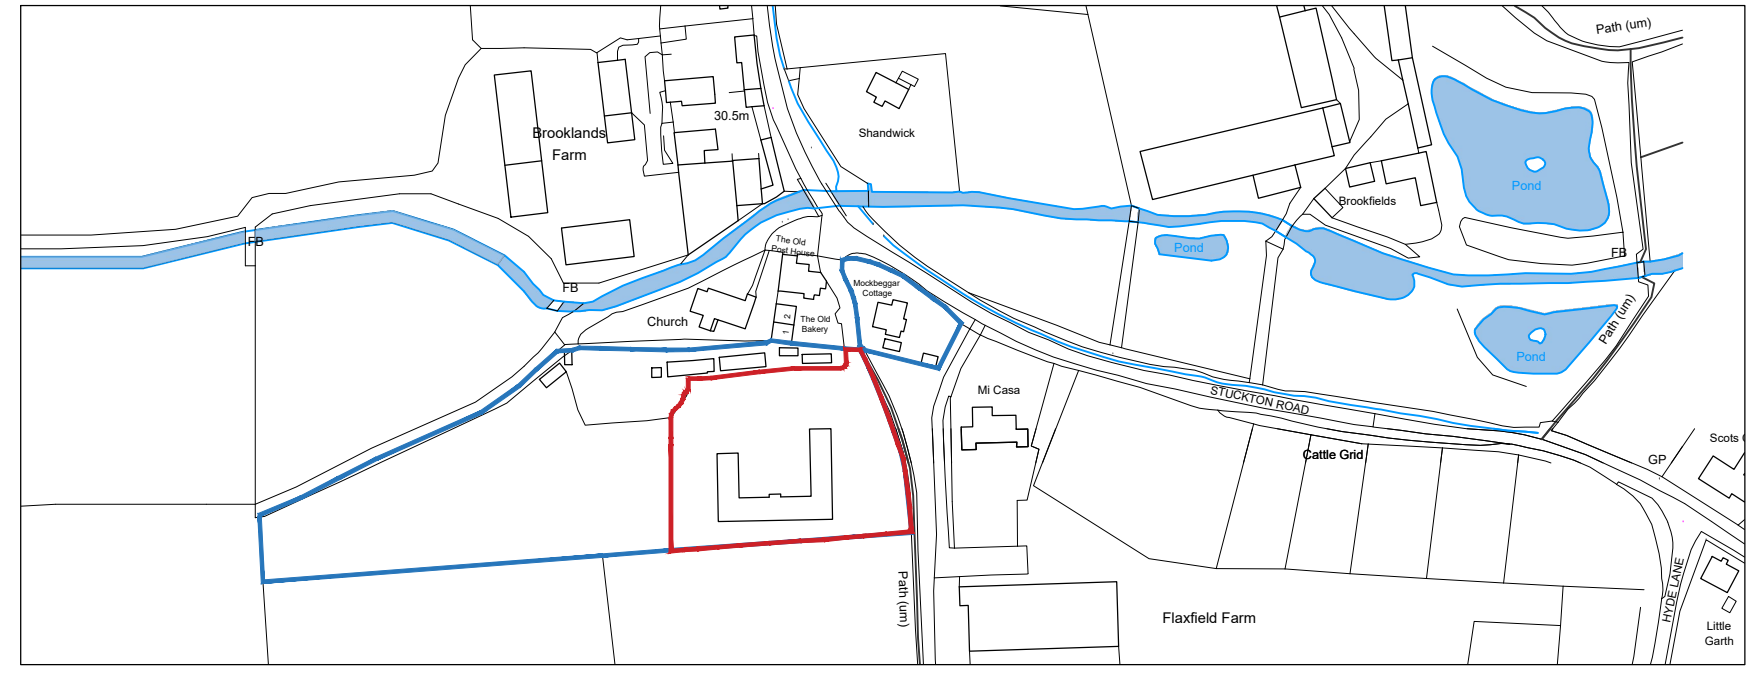 Path (um)
30.5m
Brooklands
Farm
Shandwick
Pond
Brookfields
FB
The Old
Post House
Pond
FB
FB
Mockbeggar
Cottage
Church
1
2
The Old
Bakery
Path (um)
Pond
Mi Casa
STUCKTON ROAD
Cattle Grid
GP
Scots
Path (um)
HYDE LANE
Flaxfield Farm
Little
Garth